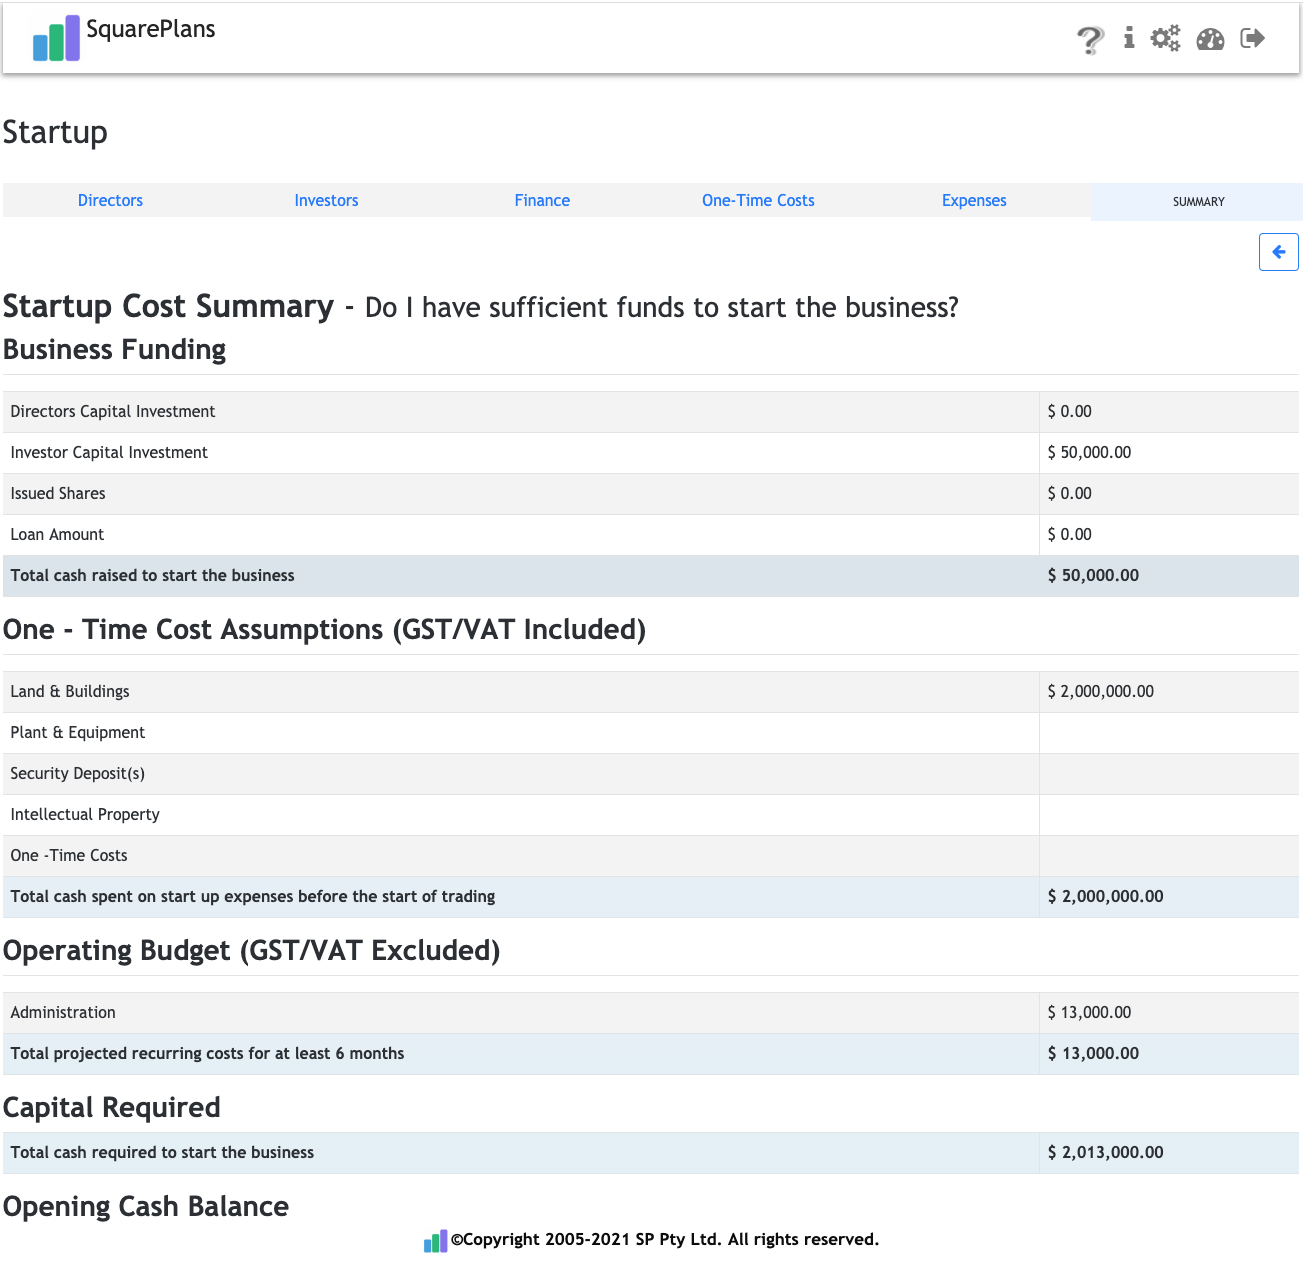 SquarePlans
Startup
Directors Investors Finance One-Time Costs Expenses SUMMARY
Startup Cost Summary - Do I have sufficient funds to start the business?
Business Funding
Directors Capital Investment $ 0.00
Investor Capital Investment $ 50,000.00
Issued Shares $ 0.00
Loan Amount $ 0.00
Total cash raised to start the business $ 50,000.00
One - Time Cost Assumptions (GST/VAT Included)
Land & Buildings $ 2,000,000.00
Plant & Equipment
Security Deposit(s)
Intellectual Property
One -Time Costs
Total cash spent on start up expenses before the start of trading $ 2,000,000.00
Operating Budget (GST/VAT Excluded)
Administration $ 13,000.00
Total projected recurring costs for at least 6 months $ 13,000.00
Capital Required
Total cash required to start the business $ 2,013,000.00
Opening Cash Balance
©Copyright 2005-2021 SP Pty Ltd. All rights reserved.